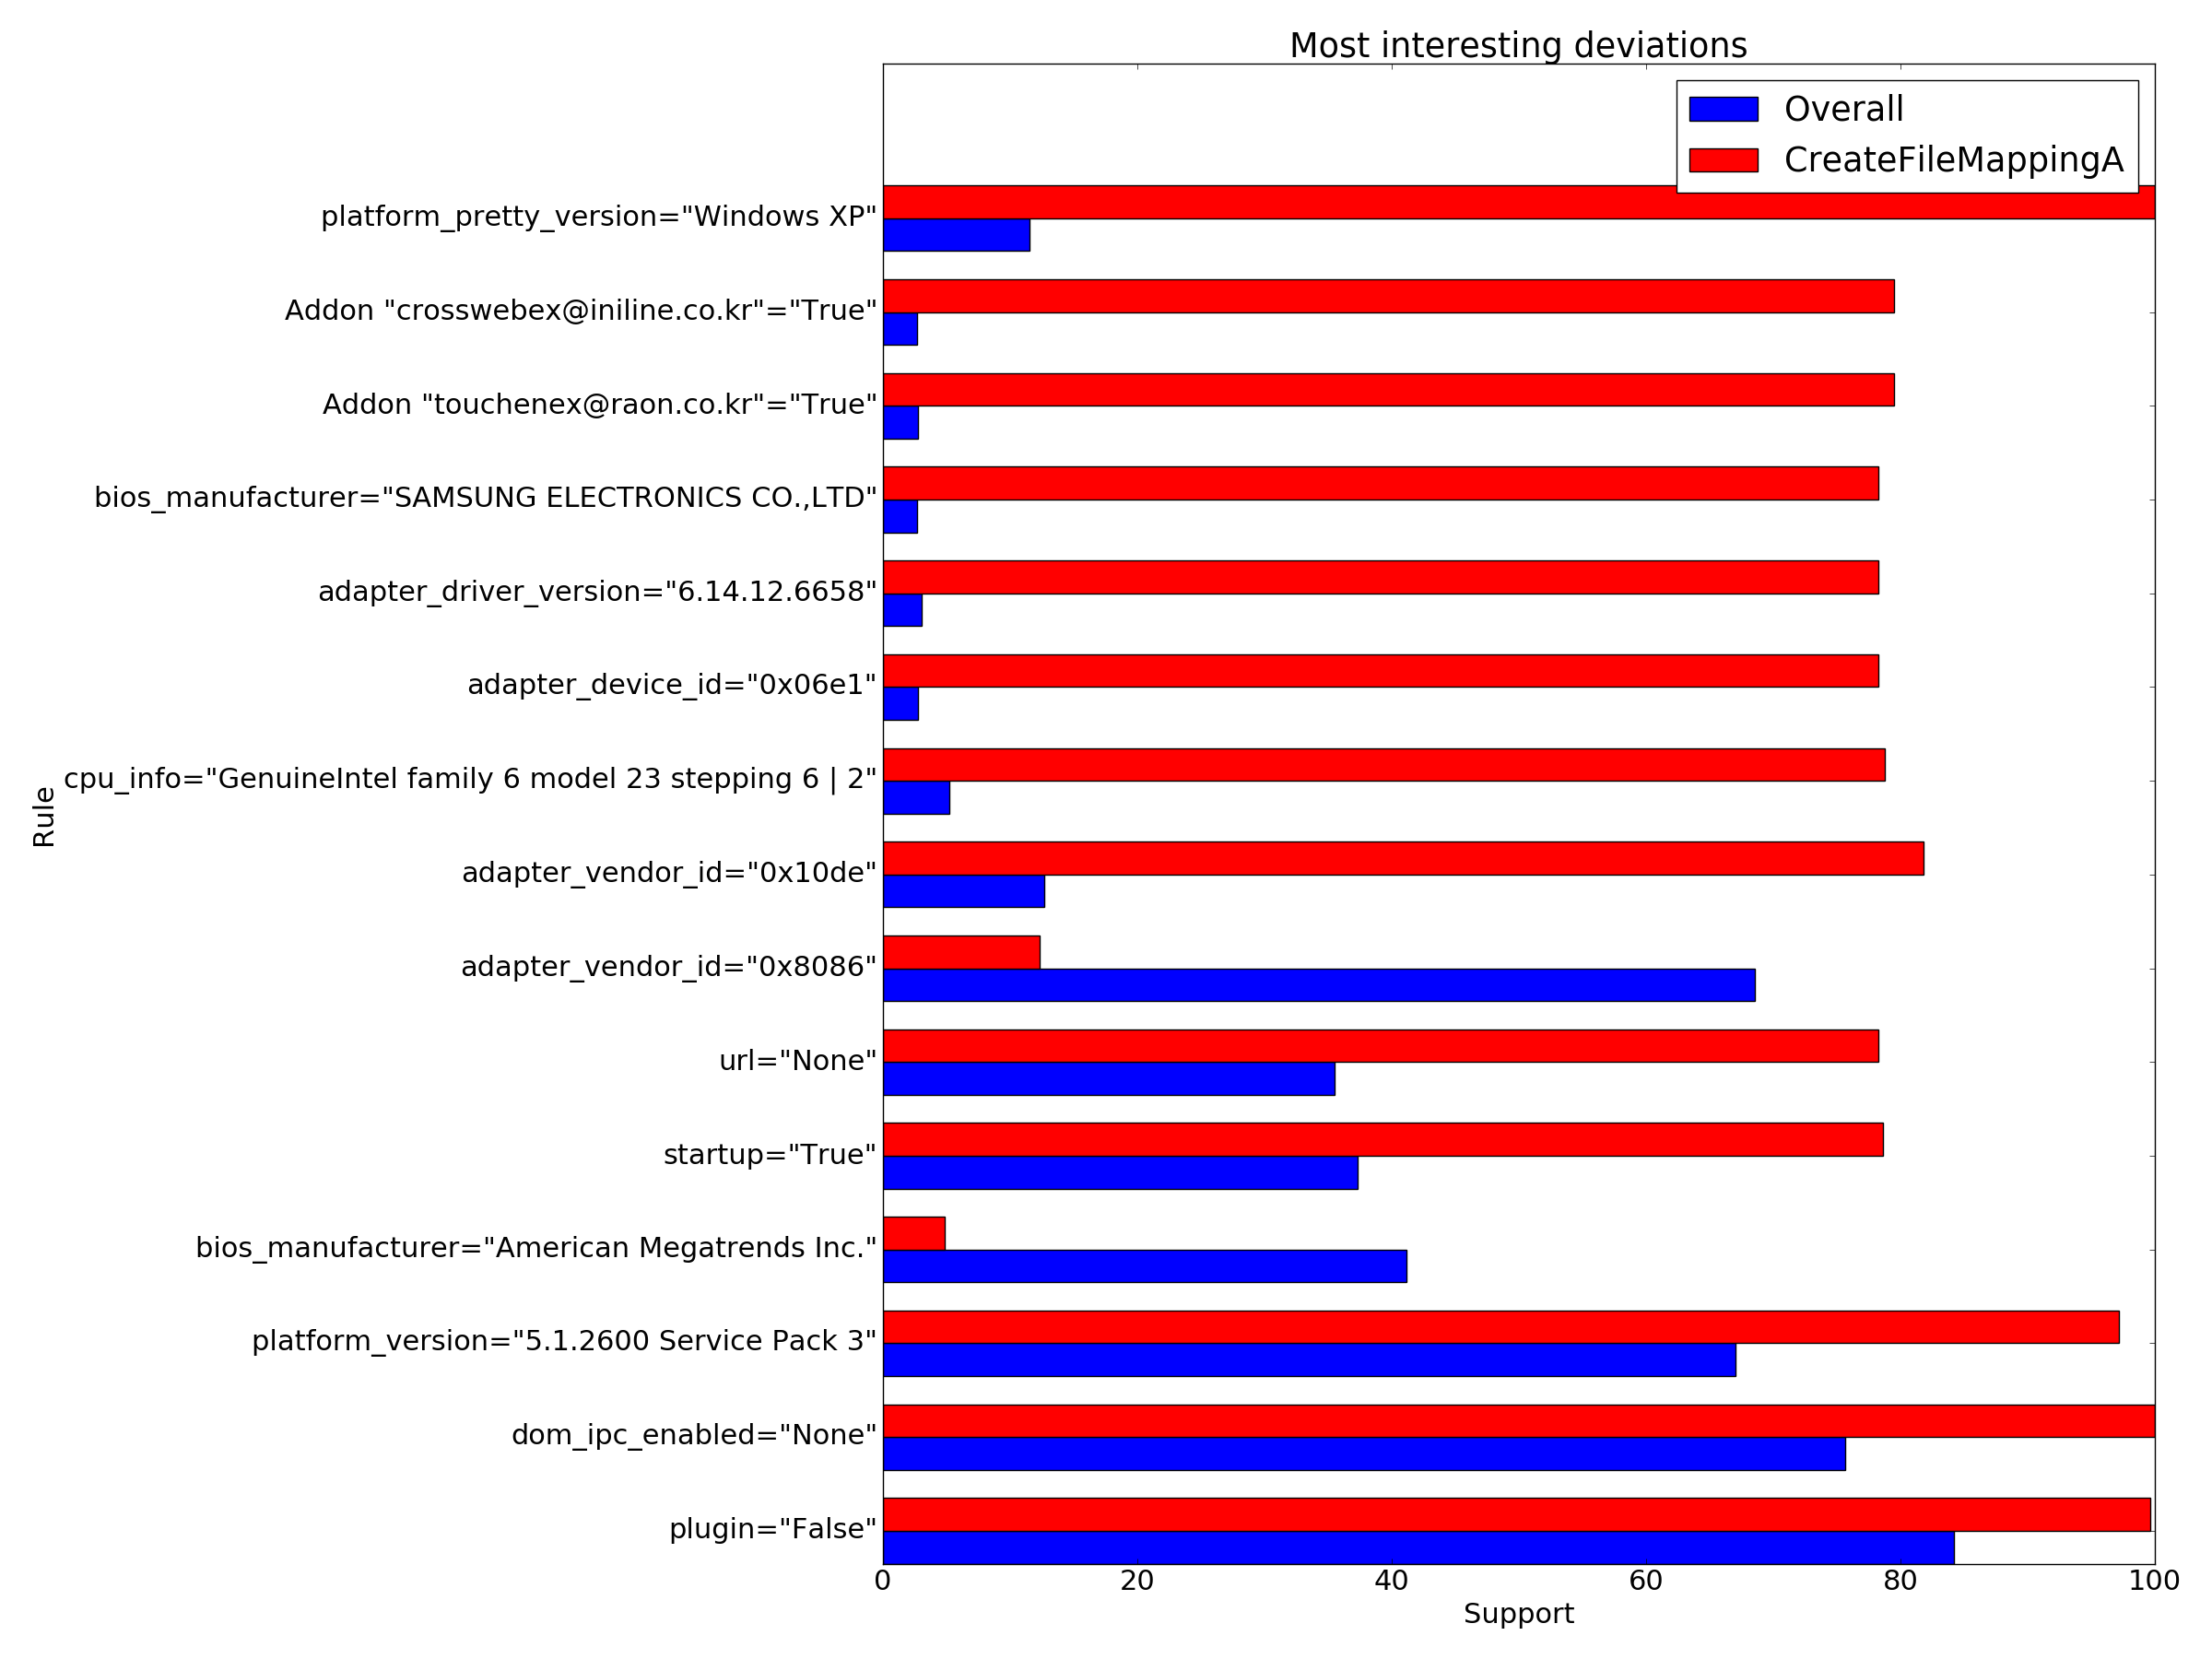 Most interesting deviations
Overall
CreateFileMappingA
platform_pretty_version="Windows XP"
Addon "crosswebex@iniline.co.kr"="True"
Addon "touchenex@raon.co.kr"="True"
bios_manufacturer="SAMSUNG ELECTRONICS CO.,LTD"
adapter_driver_version="6.14.12.6658"
adapter_device_id="0x06e1"
cpu_info="GenuineIntel family 6 model 23 stepping 6 | 2"
adapter_vendor_id="0x10de"
adapter_vendor_id="0x8086"
url="None"
startup="True"
bios_manufacturer="American Megatrends Inc."
platform_version="5.1.2600 Service Pack 3"
dom_ipc_enabled="None"
plugin="False"
Rule
0 20 40 60 80 100
Support